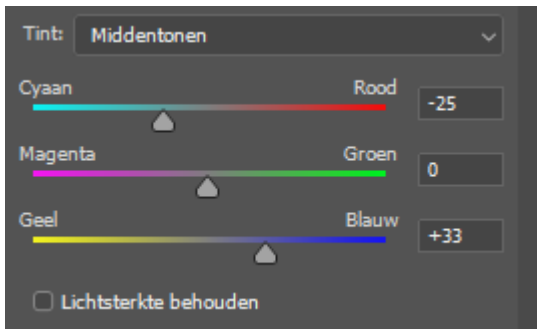 Tint: Middentonen
Cyaan Rood -25
Magenta Groen 0
Geel Blauw +33
Lichtsterkte behouden